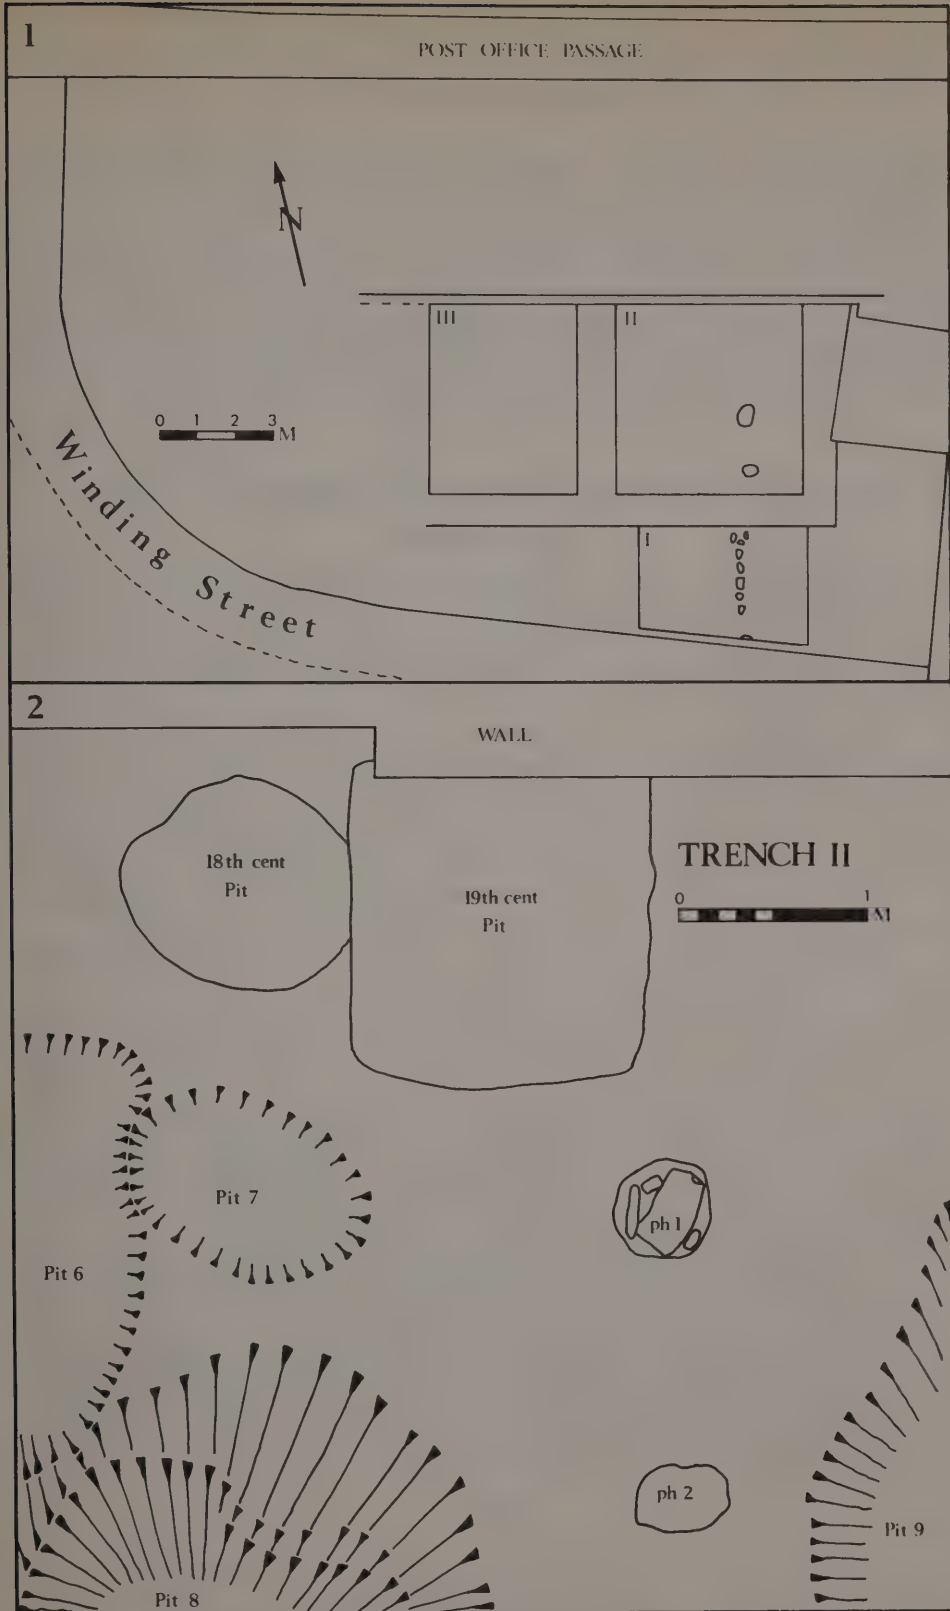 1
POST OFFICE PASSAGE
N
III
II
0 1 2 3 M
Winding Street
I
2
WALL
18th cent
Pit
19th cent
Pit
TRENCH II
0 1 M
Pit 7
ph 1
Pit 6
ph 2
Pit 9
Pit 8